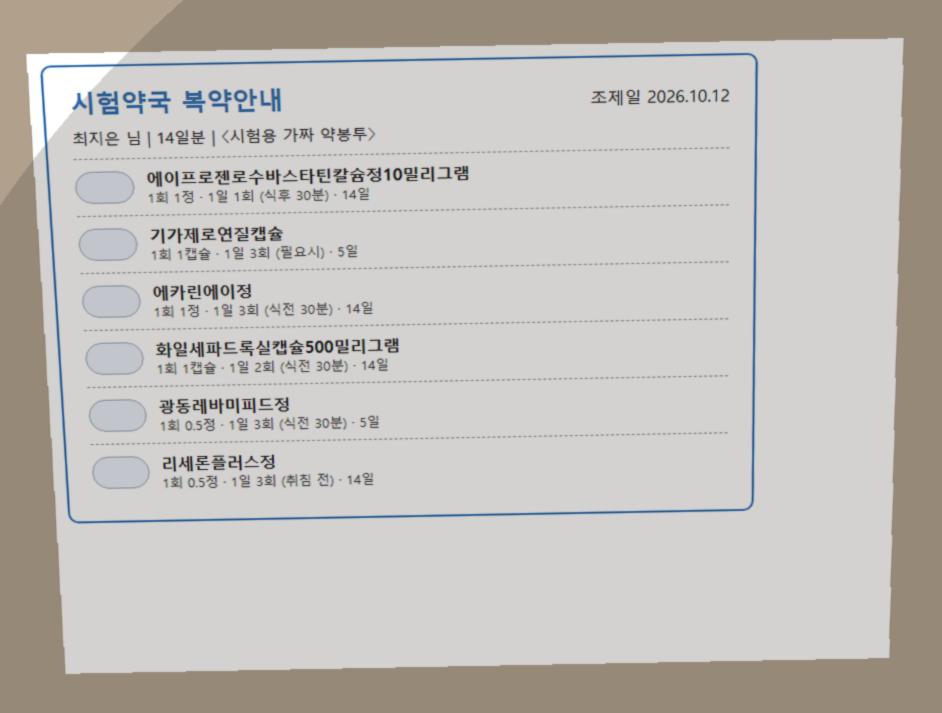 시험약국 복약안내
조제일 2026.10.12
최지은 님 | 14일분 | <시험용 가짜 약봉투>
에이프로젠로수바스타틴칼슘정10밀리그램
1회 1정 · 1일 1회 (식후 30분) · 14일
기가제로연질캡슐
1회 1캡슐 · 1일 3회 (필요시) · 5일
에카린에이정
1회 1정 · 1일 3회 (식전 30분) · 14일
화일세파드록실캡슐500밀리그램
1회 1캡슐 · 1일 2회 (식전 30분) · 14일
광동레바미피드정
1회 0.5정 · 1일 3회 (식전 30분) · 5일
리세론플러스정
1회 0.5정 · 1일 3회 (취침 전) · 14일